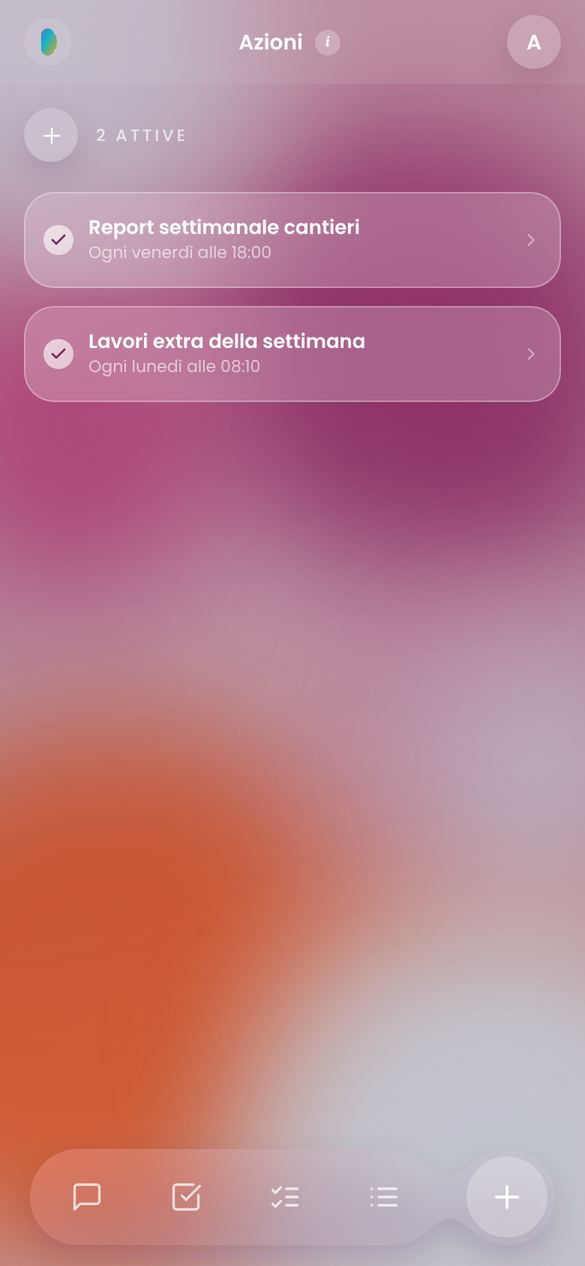 Azioni i A
2 ATTIVE
Report settimanale cantieri
Ogni venerdì alle 18:00
Lavori extra della settimana
Ogni lunedì alle 08:10